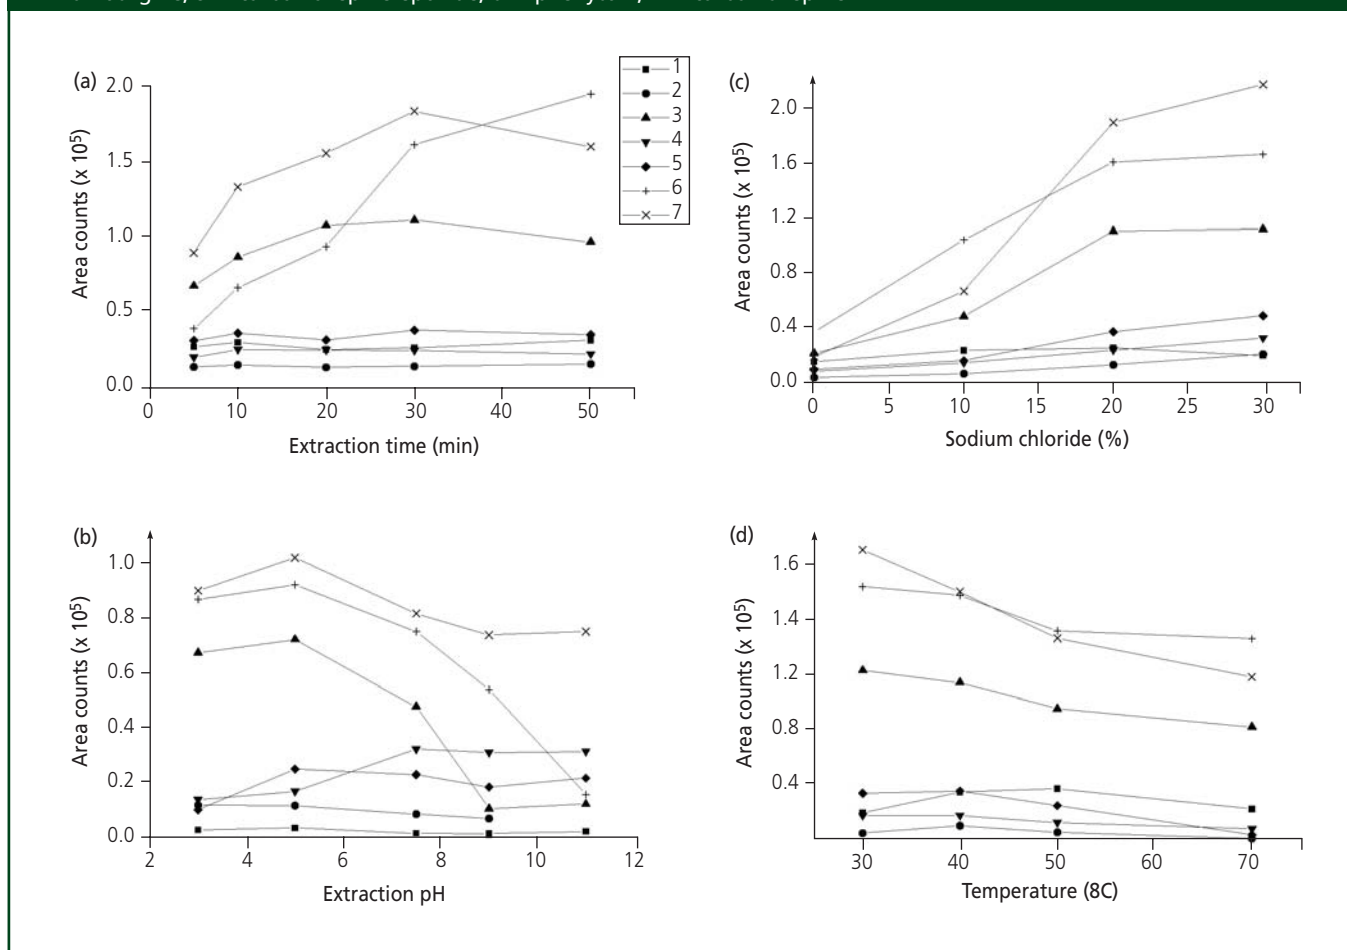 (a)
2.0
1.5
1.0
0.5
0.0
Area counts (x 10⁵)
0 10 20 30 40 50
Extraction time (min)
1
2
3
4
5
6
7
(c)
2.0
1.6
1.2
0.8
0.4
0.0
Area counts (x 10⁵)
0 5 10 15 20 25 30
Sodium chloride (%)
(b)
1.0
0.8
0.6
0.4
0.2
0.0
Area counts (x 10⁵)
2 4 6 8 10 12
Extraction pH
(d)
1.6
1.4
1.2
0.8
0.4
Area counts (x 10⁵)
30 40 50 60 70
Temperature (8C)